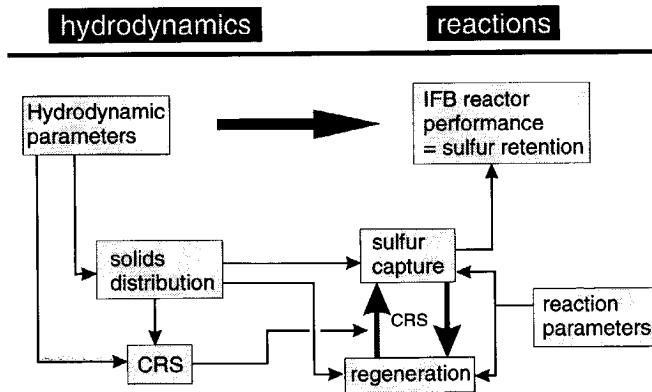 hydrodynamics
reactions
Hydrodynamic
parameters
IFB reactor
performance
= sulfur retention
solids
distribution
sulfur
capture
CRS
reaction
parameters
CRS
regeneration